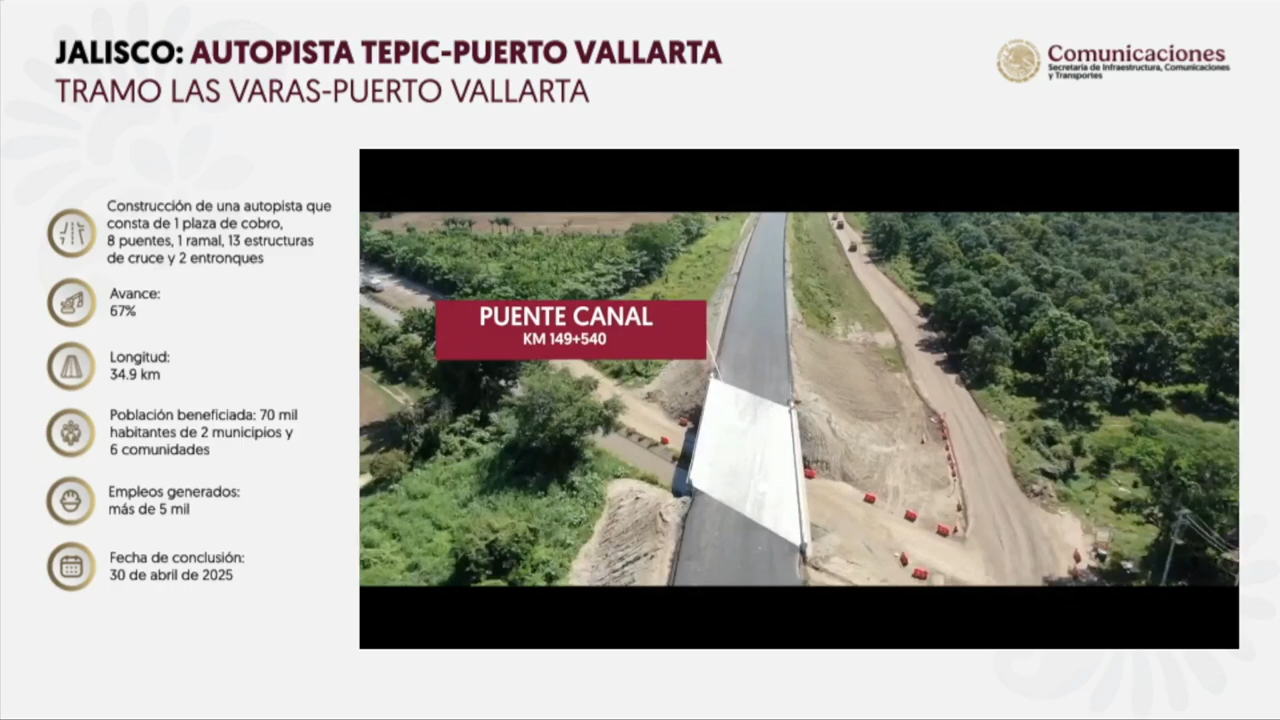 JALISCO: AUTOPISTA TEPIC-PUERTO VALLARTA
TRAMO LAS VARAS-PUERTO VALLARTA
Comunicaciones
Secretaría de Infraestructura, Comunicaciones
y Transportes
Construcción de una autopista que
consta de 1 plaza de cobro,
8 puentes, 1 ramal, 13 estructuras
de cruce y 2 entronques
Avance:
67%
Longitud:
34.9 km
Población beneficiada: 70 mil
habitantes de 2 municipios y
6 comunidades
Empleos generados:
más de 5 mil
Fecha de conclusión:
30 de abril de 2025
PUENTE CANAL
KM 149+540